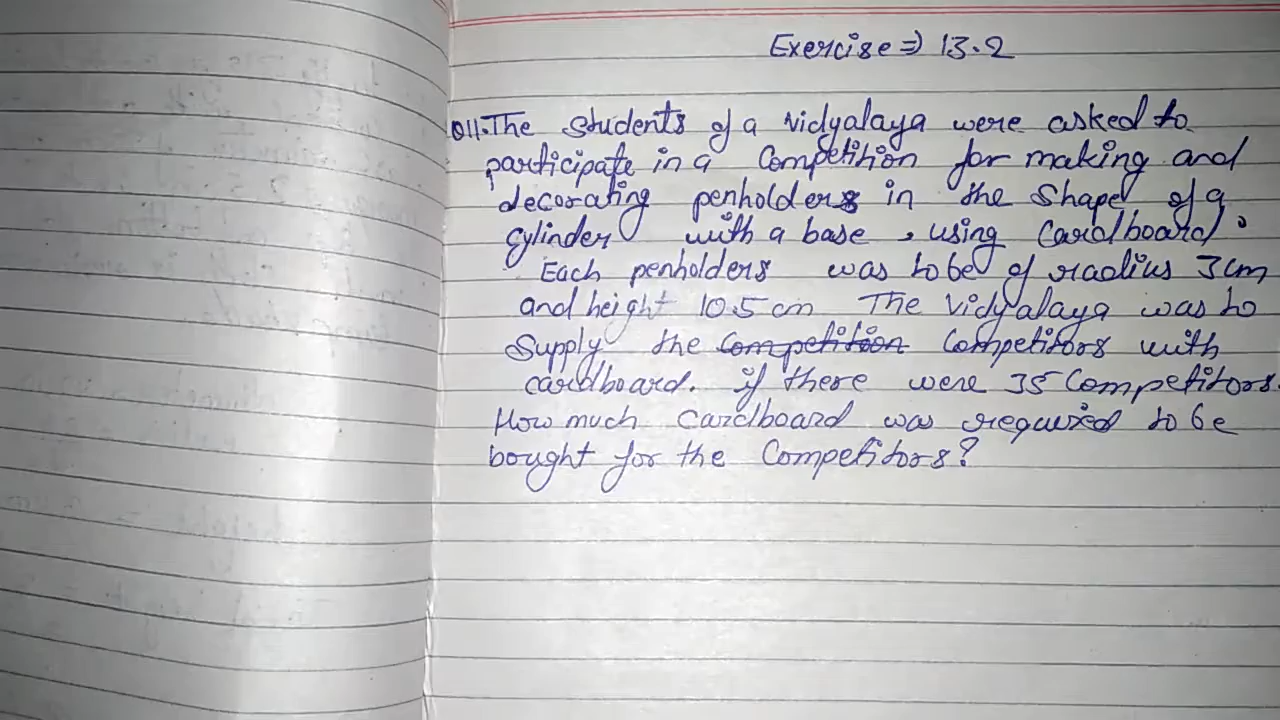 Exercise => 13.2
Q11. The students of a vidyalaya were asked to
participate in a Competition for making and
decorating penholders in the shape of a
cylinder with a base, using Cardboard.
Each penholders was to be of radius 3cm
and height 10.5 cm The Vidyalaya was to
Supply the Competition Competitors with
cardboard. if there were 35 Competitors.
How much Cardboard was required to be
bought for the Competitors?